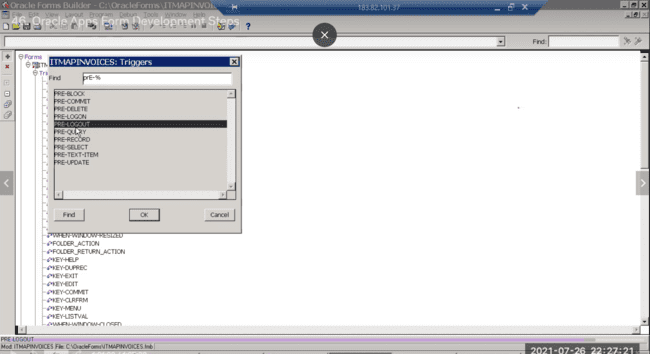 Oracle Forms Builder - C:\OracleForms\ITMAPINVOICES
183.82.101.37
46. Oracle Apps Form Development Steps
Find:
Forms
ITMAPINVOICES: Triggers
Find prE-%
PRE-BLOCK
PRE-COMMIT
PRE-DELETE
PRE-LOGON
PRE-LOGOUT
PRE-QUERY
PRE-RECORD
PRE-SELECT
PRE-TEXT-ITEM
PRE-UPDATE
Find OK Cancel
WHEN-WINDOW-RESIZED
FOLDER_ACTION
FOLDER_RETURN_ACTION
KEY-HELP
KEY-DUPREC
KEY-EXIT
KEY-EDIT
KEY-COMMIT
KEY-CLRFRM
KEY-MENU
KEY-LISTVAL
WHEN-WINDOW-CLOSED
PRE-LOGOUT
Mod: ITMAPINVOICES File: C:\OracleForms\ITMAPINVOICES.fmb
2021-07-26 22:27:21